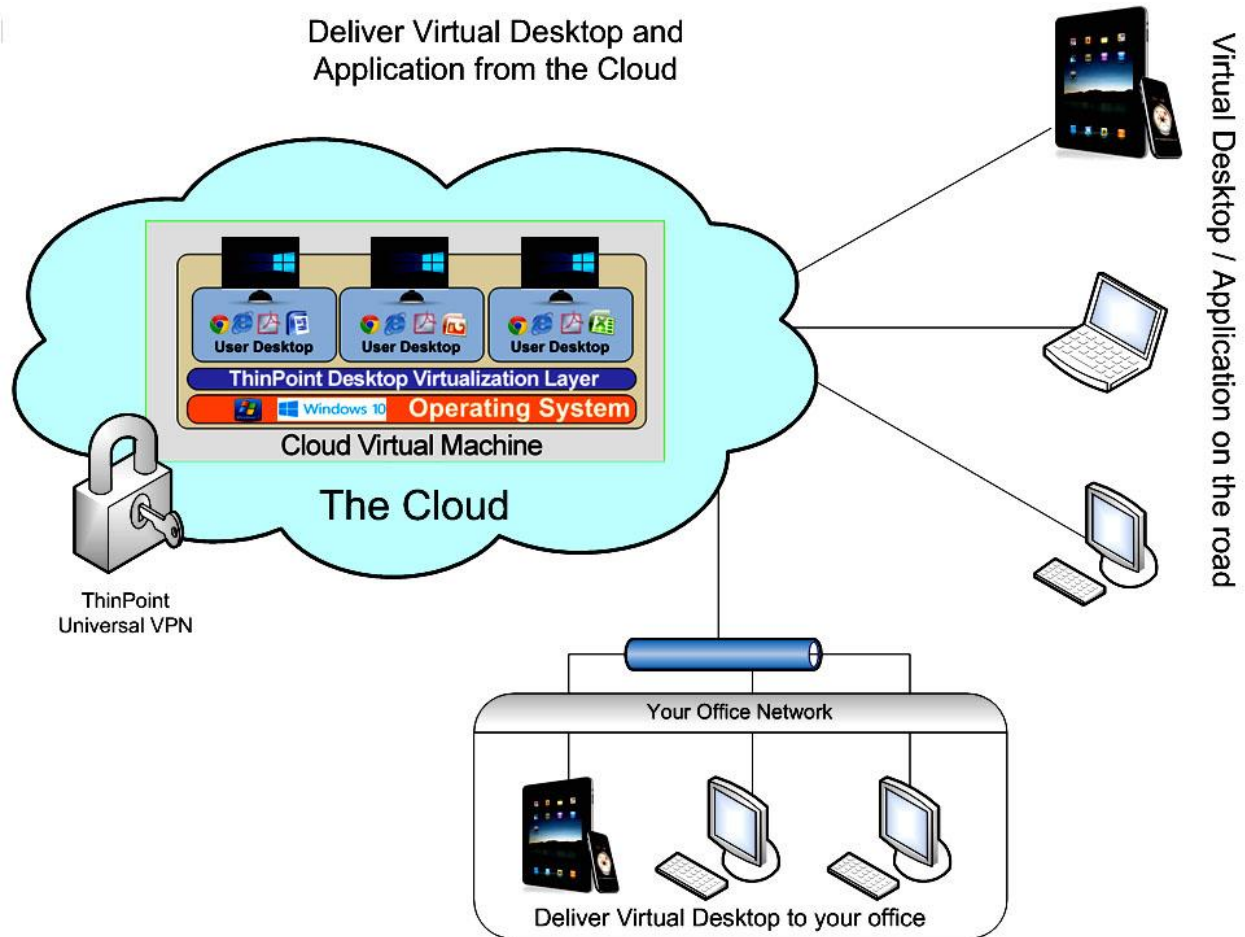 Deliver Virtual Desktop and
Application from the Cloud
User Desktop
User Desktop
User Desktop
ThinPoint Desktop Virtualization Layer
Windows 10 Operating System
Cloud Virtual Machine
The Cloud
ThinPoint
Universal VPN
Virtual Desktop / Application on the road
Your Office Network
Deliver Virtual Desktop to your office